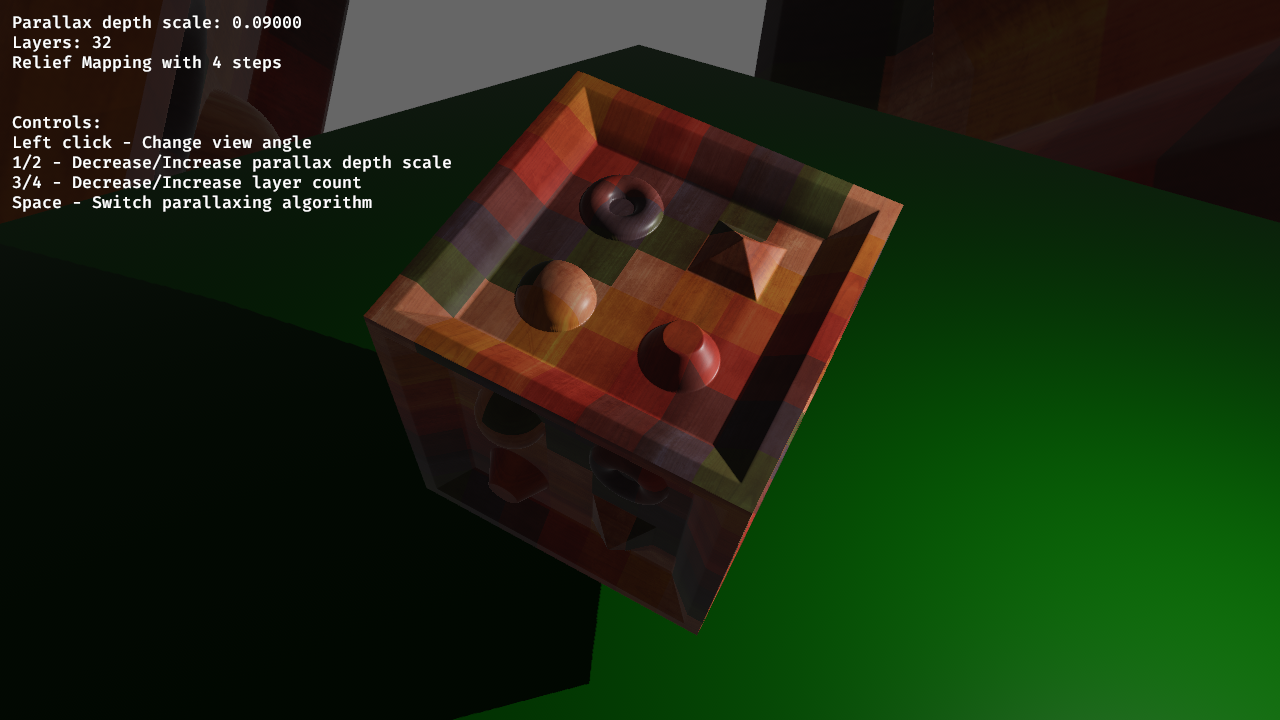 Parallax depth scale: 0.09000
Layers: 32
Relief Mapping with 4 steps
Controls:
Left click - Change view angle
1/2 - Decrease/Increase parallax depth scale
3/4 - Decrease/Increase layer count
Space - Switch parallaxing algorithm